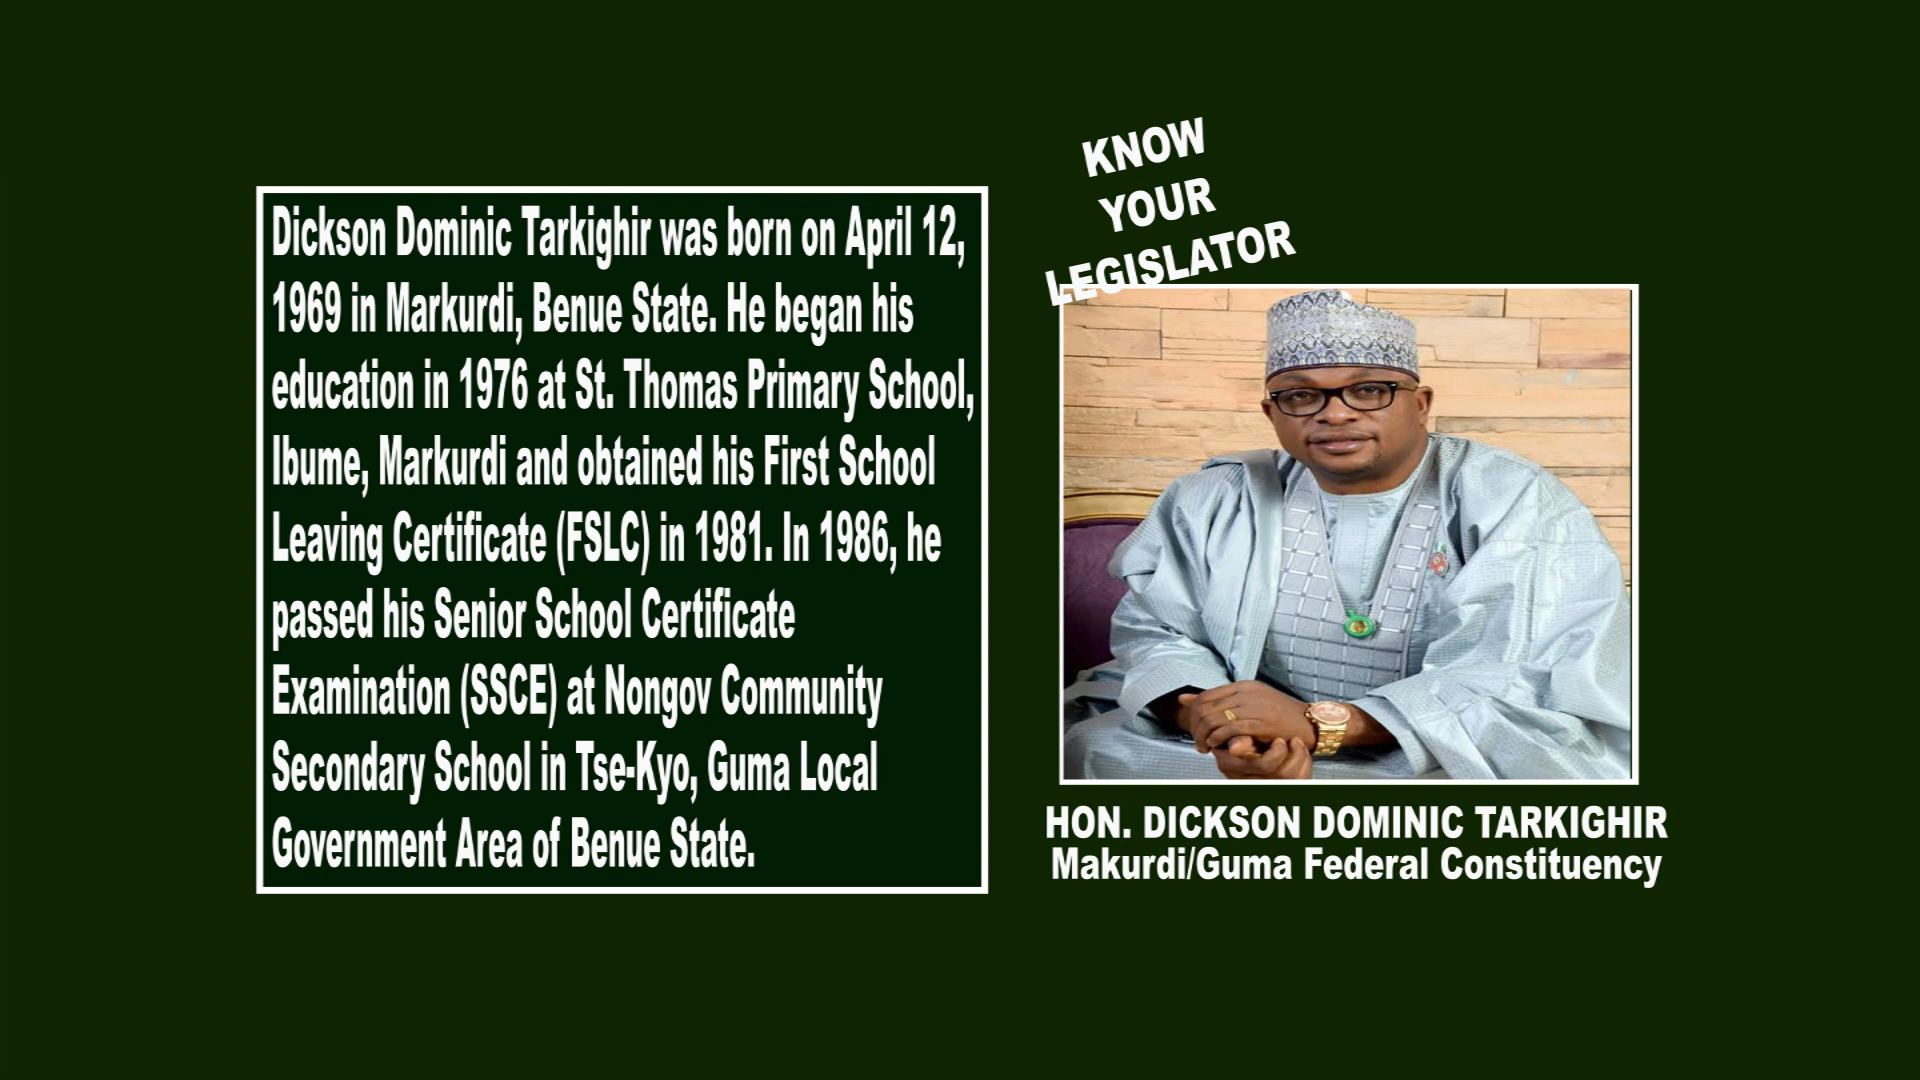 KNOW
YOUR
LEGISLATOR
Dickson Dominic Tarkighir was born on April 12,
1969 in Markurdi, Benue State. He began his
education in 1976 at St. Thomas Primary School,
Ibume, Markurdi and obtained his First School
Leaving Certificate (FSLC) in 1981. In 1986, he
passed his Senior School Certificate
Examination (SSCE) at Nongov Community
Secondary School in Tse-Kyo, Guma Local
Government Area of Benue State.
HON. DICKSON DOMINIC TARKIGHIR
Makurdi/Guma Federal Constituency